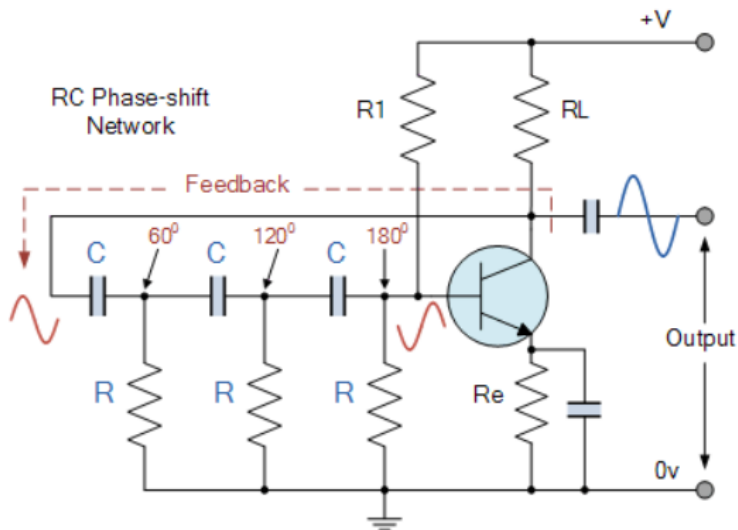 +V
RC Phase-shift
Network
R1
RL
Feedback
C
60⁰
C
120⁰
C
180⁰
Output
R
R
R
Re
0v